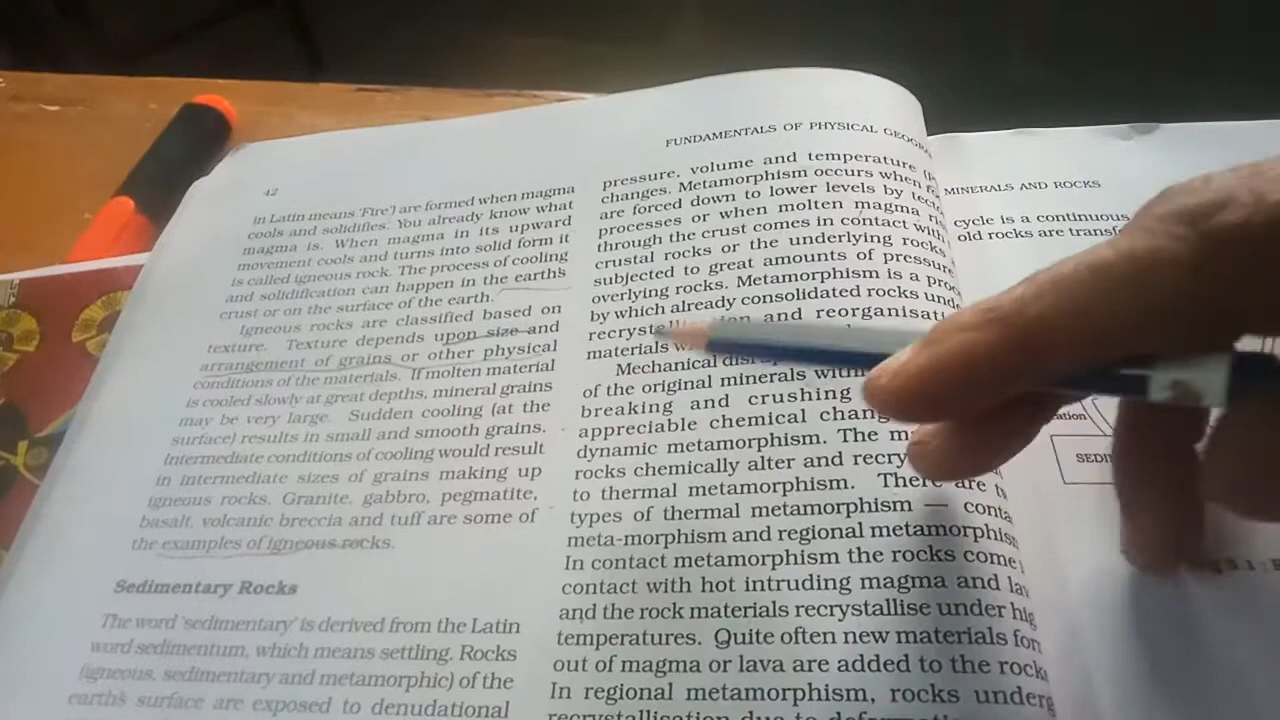 FUNDAMENTALS OF PHYSICAL
42
in Latin means 'Fire') are formed when magma
cools and solidifies. You already know what
magma is. When magma in its upward
movement cools and turns into solid form it
is called igneous rock. The process of cooling
and solidification can happen in the earth's
crust or on the surface of the earth.
Igneous rocks are classified based on
texture. Texture depends upon size and
arrangement of grains or other physical
conditions of the materials. If molten material
is cooled slowly at great depths, mineral grains
may be very large. Sudden cooling (at the
surface) results in small and smooth grains.
Intermediate conditions of cooling would result
in intermediate sizes of grains making up
igneous rocks. Granite, gabbro, pegmatite,
basalt, volcanic breccia and tuff are some of
the examples of igneous rocks.
Sedimentary Rocks
The word 'sedimentary' is derived from the Latin
word sedimentum, which means settling. Rocks
(igneous, sedimentary and metamorphic) of the
earth's surface are exposed to denudational
pressure, volume and temperature
changes. Metamorphism occurs when
are forced down to lower levels by
processes or when molten magma
through the crust comes in contact with
crustal rocks or the underlying rocks
subjected to great amounts of pressure
overlying rocks. Metamorphism is a
by which already consolidated rocks
and
materials
Mechanical
of the original minerals within
breaking and crushing
appreciable chemical
dynamic metamorphism. The
rocks chemically alter and
to thermal metamorphism. There are
types of thermal metamorphism —
meta-morphism and regional
In contact metamorphism the rocks come
contact with hot intruding magma and
and the rock materials recrystallise under
temperatures. Quite often new materials
out of magma or lava are added to the
In regional metamorphism, rocks
recrystallisation due to
MINERALS AND ROCKS
cycle is a continuous
old rocks are